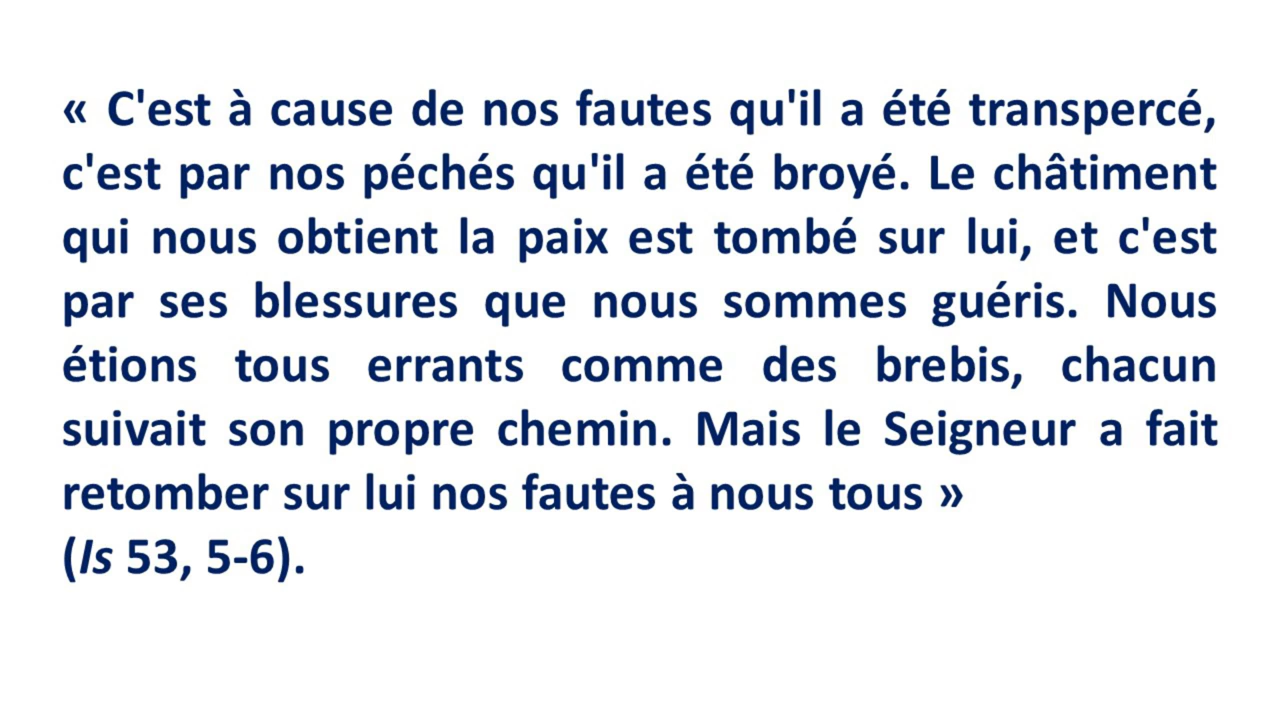 « C'est à cause de nos fautes qu'il a été transpercé,
c'est par nos péchés qu'il a été broyé. Le châtiment
qui nous obtient la paix est tombé sur lui, et c'est
par ses blessures que nous sommes guéris. Nous
étions tous errants comme des brebis, chacun
suivait son propre chemin. Mais le Seigneur a fait
retomber sur lui nos fautes à nous tous »
(Is 53, 5-6).